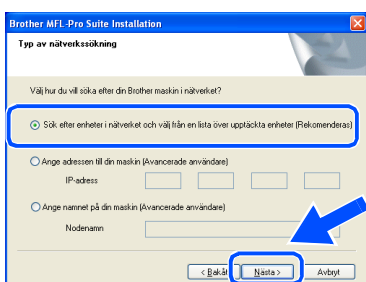 Brother MFL-Pro Suite Installation
Typ av nätverkssökning
Välj hur du vill söka efter din Brother maskin i nätverket?
Sök efter enheter i nätverket och välj från en lista över upptäckta enheter (Rekomenderas)
Ange adressen till din maskin (Avancerade användare)
IP-adress
Ange namnet på din maskin (Avancerade användare)
Nodenamn
< Bakåt
Nästa >
Avbryt